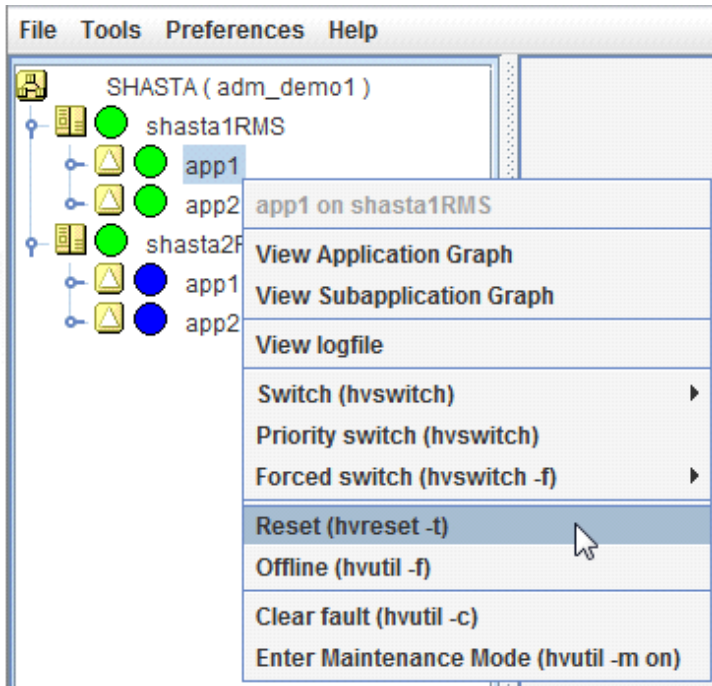 File Tools Preferences Help
SHASTA ( adm_demo1 )
shasta1RMS
app1
app2
shasta2
app1
app2
app1 on shasta1RMS
View Application Graph
View Subapplication Graph
View logfile
Switch (hvswitch)
Priority switch (hvswitch)
Forced switch (hvswitch -f)
Reset (hvreset -t)
Offline (hvutil -f)
Clear fault (hvutil -c)
Enter Maintenance Mode (hvutil -m on)